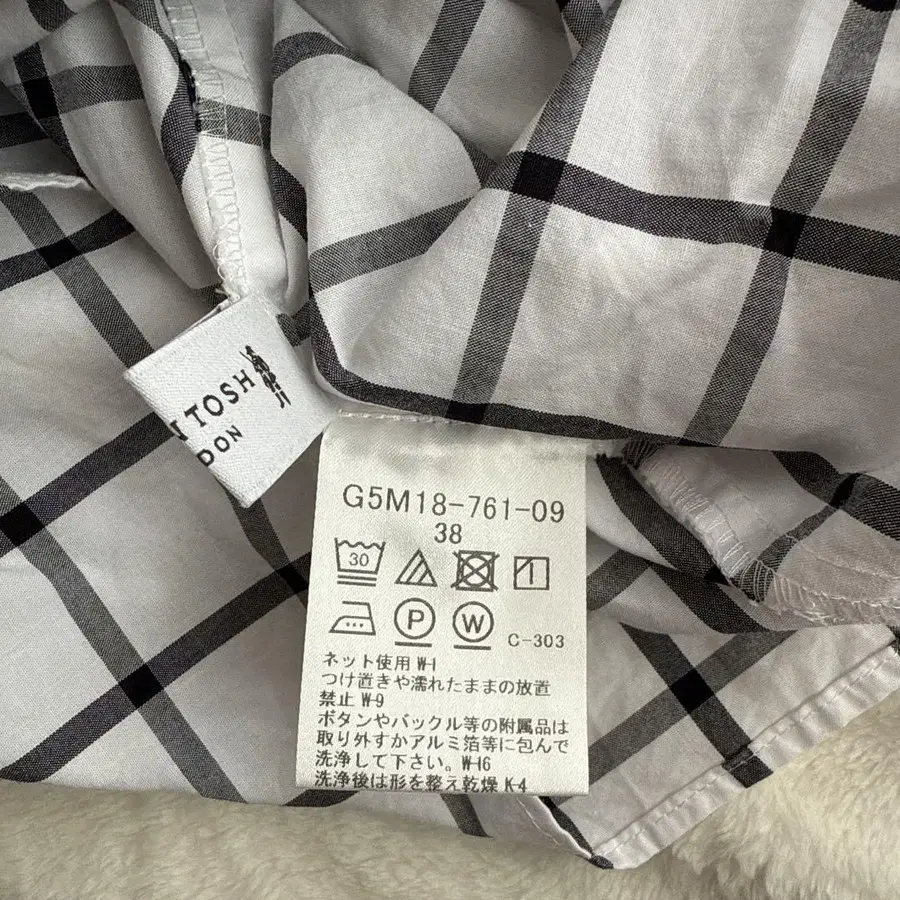 NTOSH
DON
G5M18-761-09
38
30
1
P
W
C-303
ネット使用 W-1
つけ置きや濡れたままの放置
禁止 W-9
ボタンやバックル等の附属品は
取り外すかアルミ箔等に包んで
洗浄して下さい。W-16
洗浄後は形を整え乾燥 K-4